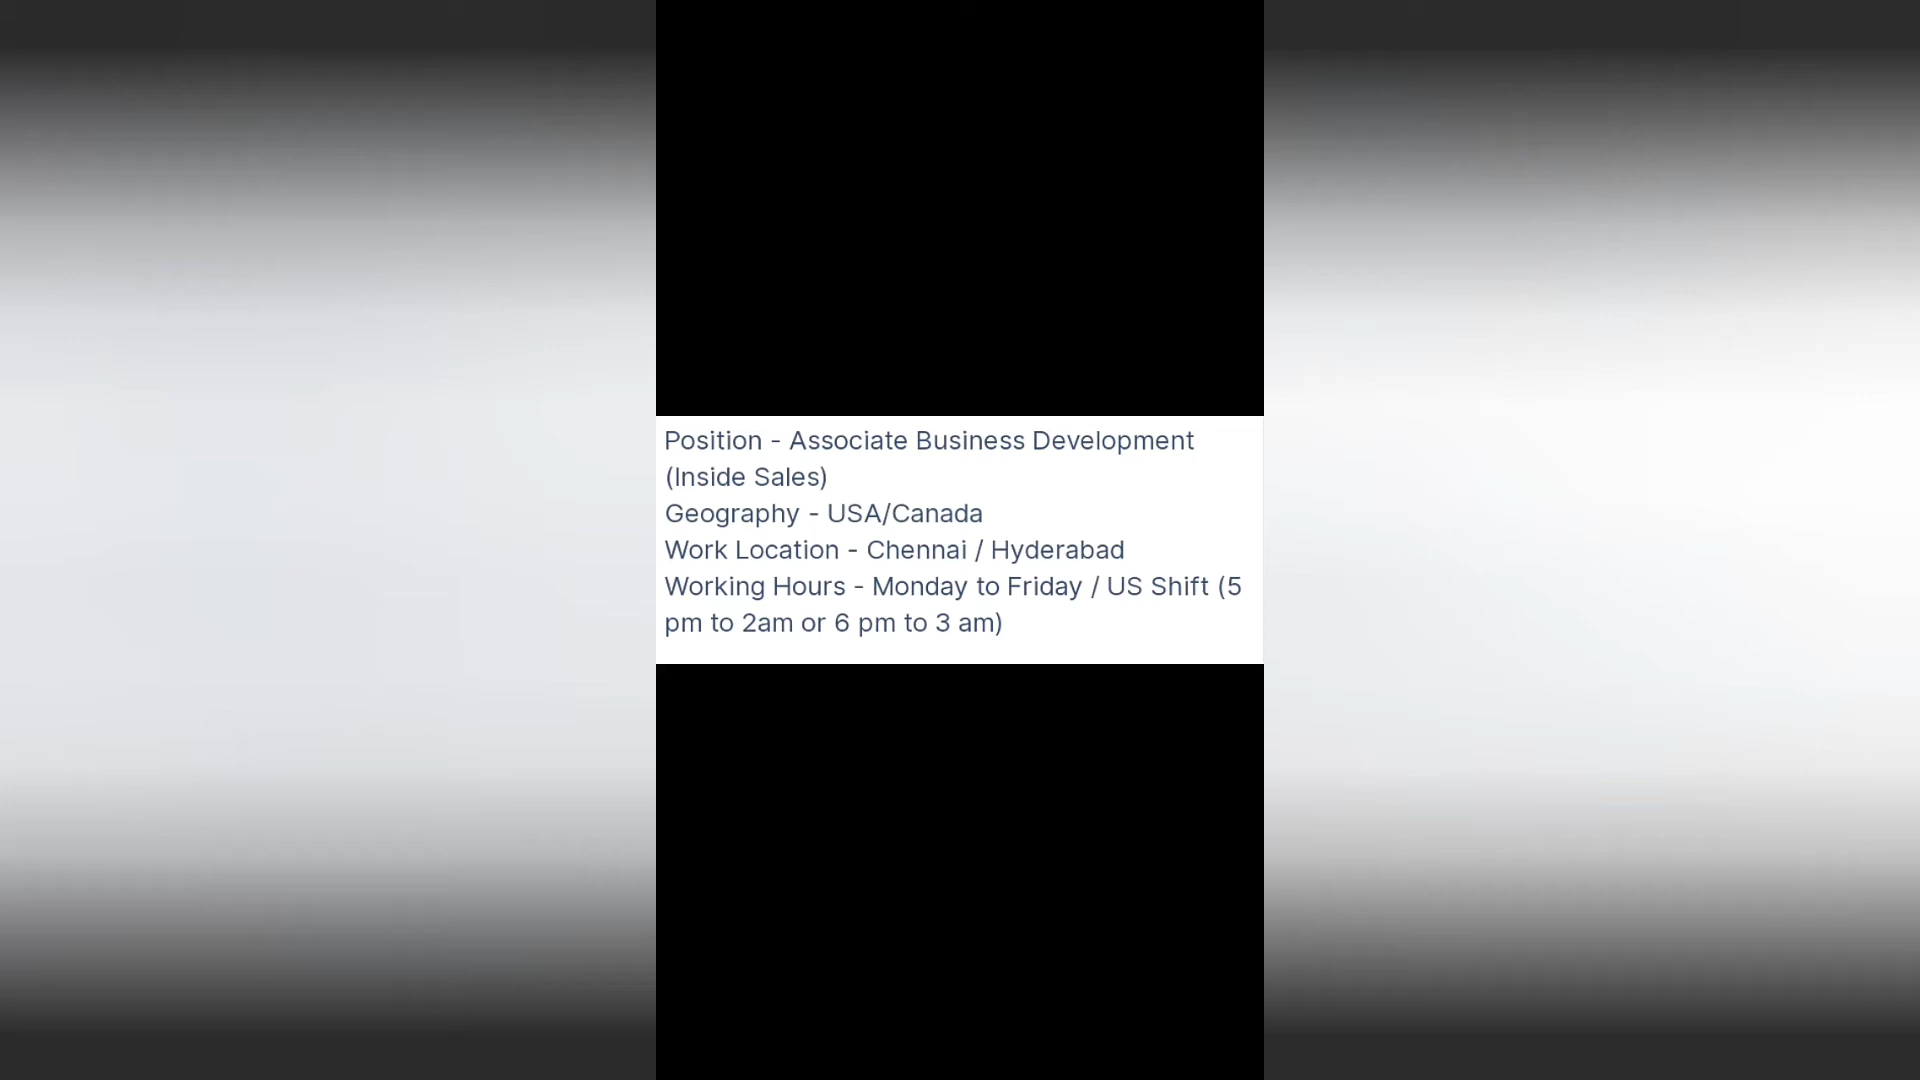 Position - Associate Business Development
(Inside Sales)
Geography - USA/Canada
Work Location - Chennai / Hyderabad
Working Hours - Monday to Friday / US Shift (5
pm to 2am or 6 pm to 3 am)